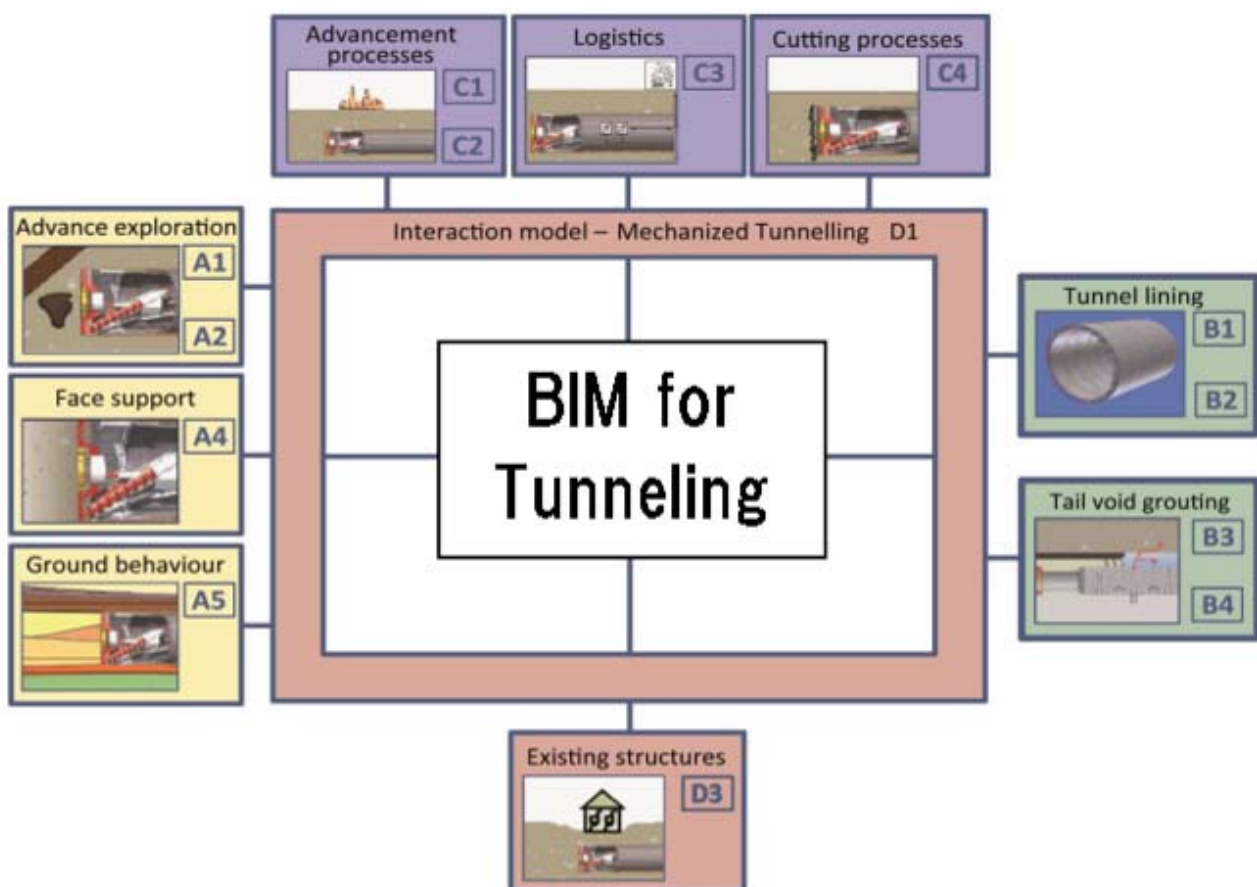 Advancement
processes
C1
C2
Logistics
C3
Cutting processes
C4
Advance exploration
A1
A2
Face support
A4
Ground behaviour
A5
Interaction model – Mechanized Tunnelling D1
BIM for
Tunneling
Tunnel lining
B1
B2
Tail void grouting
B3
B4
Existing structures
D3